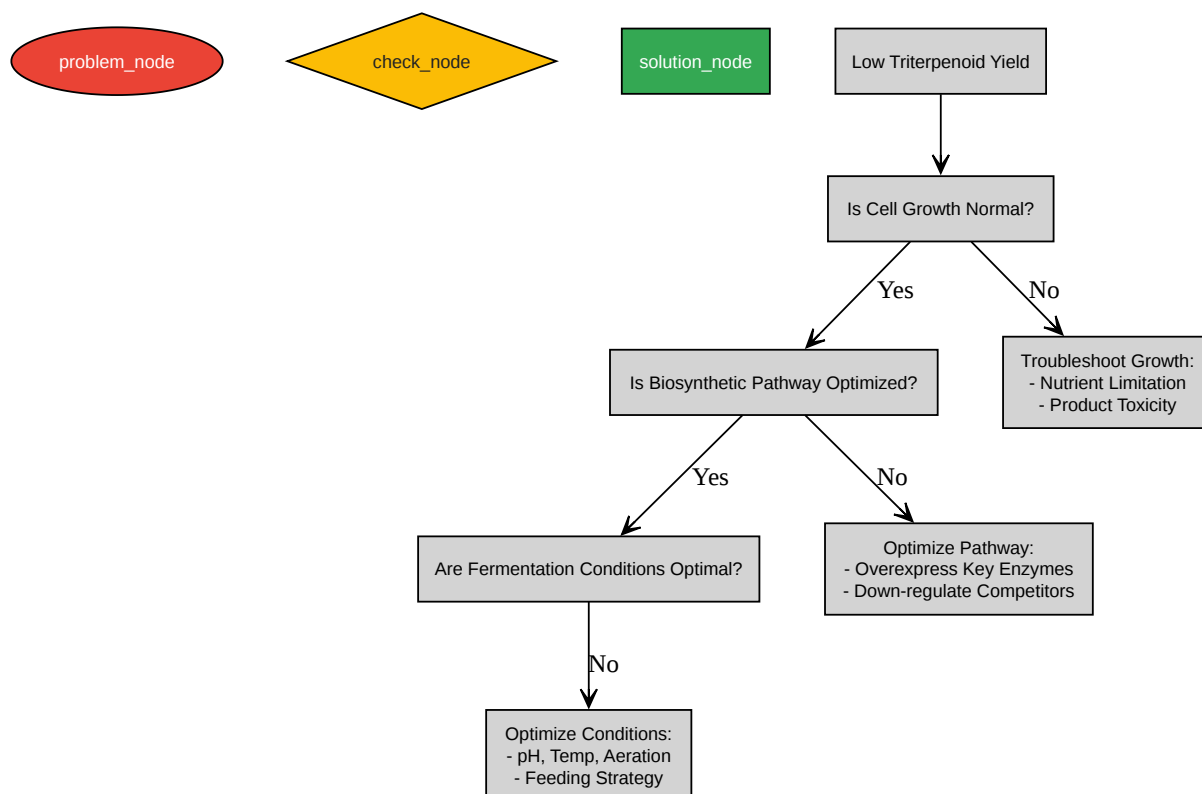 problem_node
check_node
solution_node
Low Triterpenoid Yield
Is Cell Growth Normal?
Yes
No
Is Biosynthetic Pathway Optimized?
Troubleshoot Growth:
- Nutrient Limitation
- Product Toxicity
Yes
No
Are Fermentation Conditions Optimal?
Optimize Pathway:
- Overexpress Key Enzymes
- Down-regulate Competitors
No
Optimize Conditions:
- pH, Temp, Aeration
- Feeding Strategy